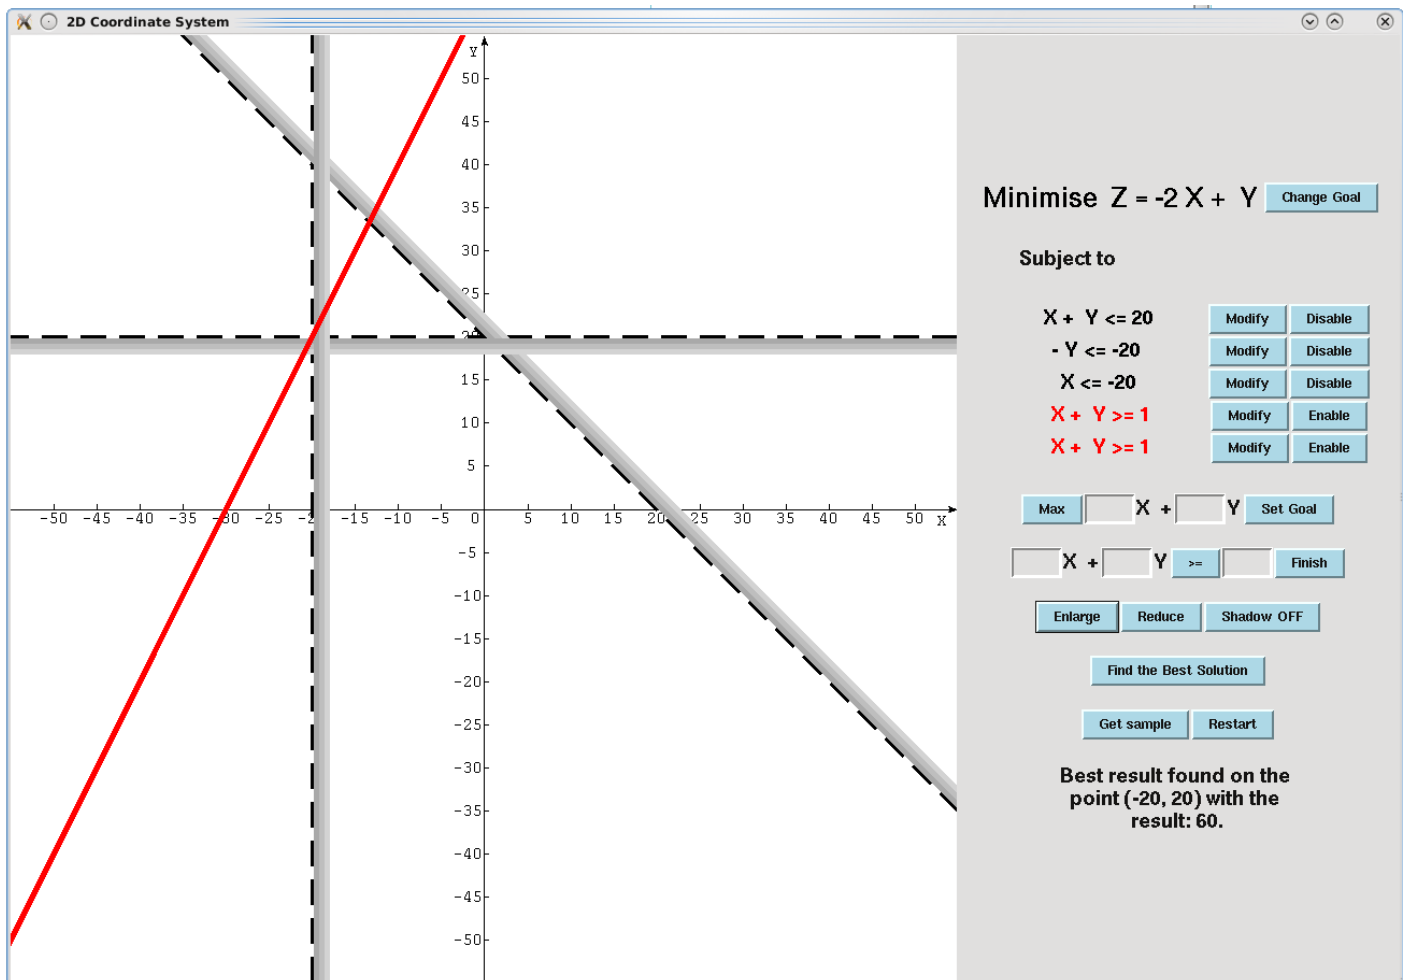 2D Coordinate System
Y
50
45
40
35
30
25
20
15
10
5
-50 -45 -40 -35 -30 -25 -15 -10 -5 0 5 10 15 20 25 30 35 40 45 50 X
-5
-10
-15
-20
-25
-30
-35
-40
-45
-50
Minimise Z = -2 X + Y Change Goal
Subject to
X + Y <= 20 Modify Disable
- Y <= -20 Modify Disable
X <= -20 Modify Disable
X + Y >= 1 Modify Enable
X + Y >= 1 Modify Enable
Max X + Y Set Goal
X + Y >= Finish
Enlarge Reduce Shadow OFF
Find the Best Solution
Get sample Restart
Best result found on the
point (-20, 20) with the
result: 60.